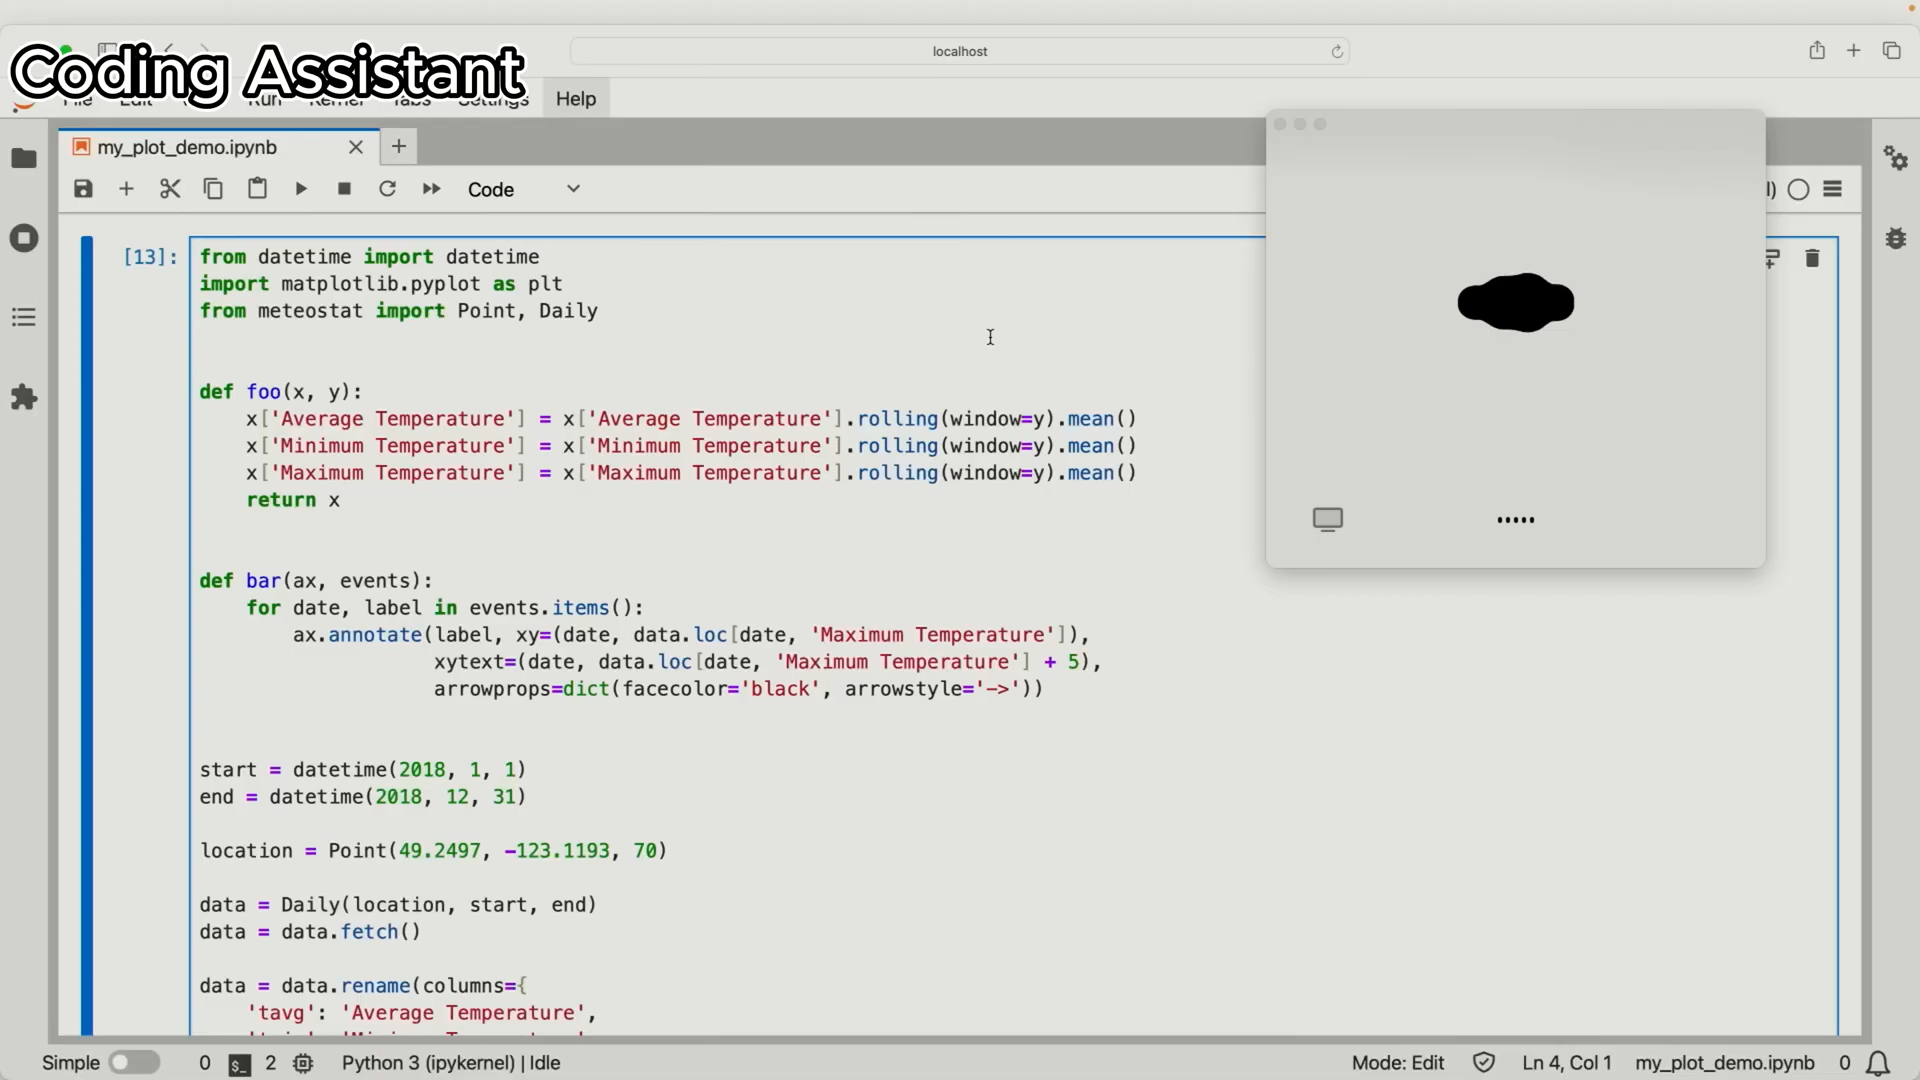 localhost
Coding Assistant
File Edit Run Kernel Tabs Settings Help
my_plot_demo.ipynb
Code
[13]:
from datetime import datetime
import matplotlib.pyplot as plt
from meteostat import Point, Daily
def foo(x, y):
x['Average Temperature'] = x['Average Temperature'].rolling(window=y).mean()
x['Minimum Temperature'] = x['Minimum Temperature'].rolling(window=y).mean()
x['Maximum Temperature'] = x['Maximum Temperature'].rolling(window=y).mean()
return x
def bar(ax, events):
for date, label in events.items():
ax.annotate(label, xy=(date, data.loc[date, 'Maximum Temperature']),
xytext=(date, data.loc[date, 'Maximum Temperature'] + 5),
arrowprops=dict(facecolor='black', arrowstyle='->'))
start = datetime(2018, 1, 1)
end = datetime(2018, 12, 31)
location = Point(49.2497, -123.1193, 70)
data = Daily(location, start, end)
data = data.fetch()
data = data.rename(columns={
'tavg': 'Average Temperature',
Simple 0 2 Python 3 (ipykernel) | Idle Mode: Edit Ln 4, Col 1 my_plot_demo.ipynb 0